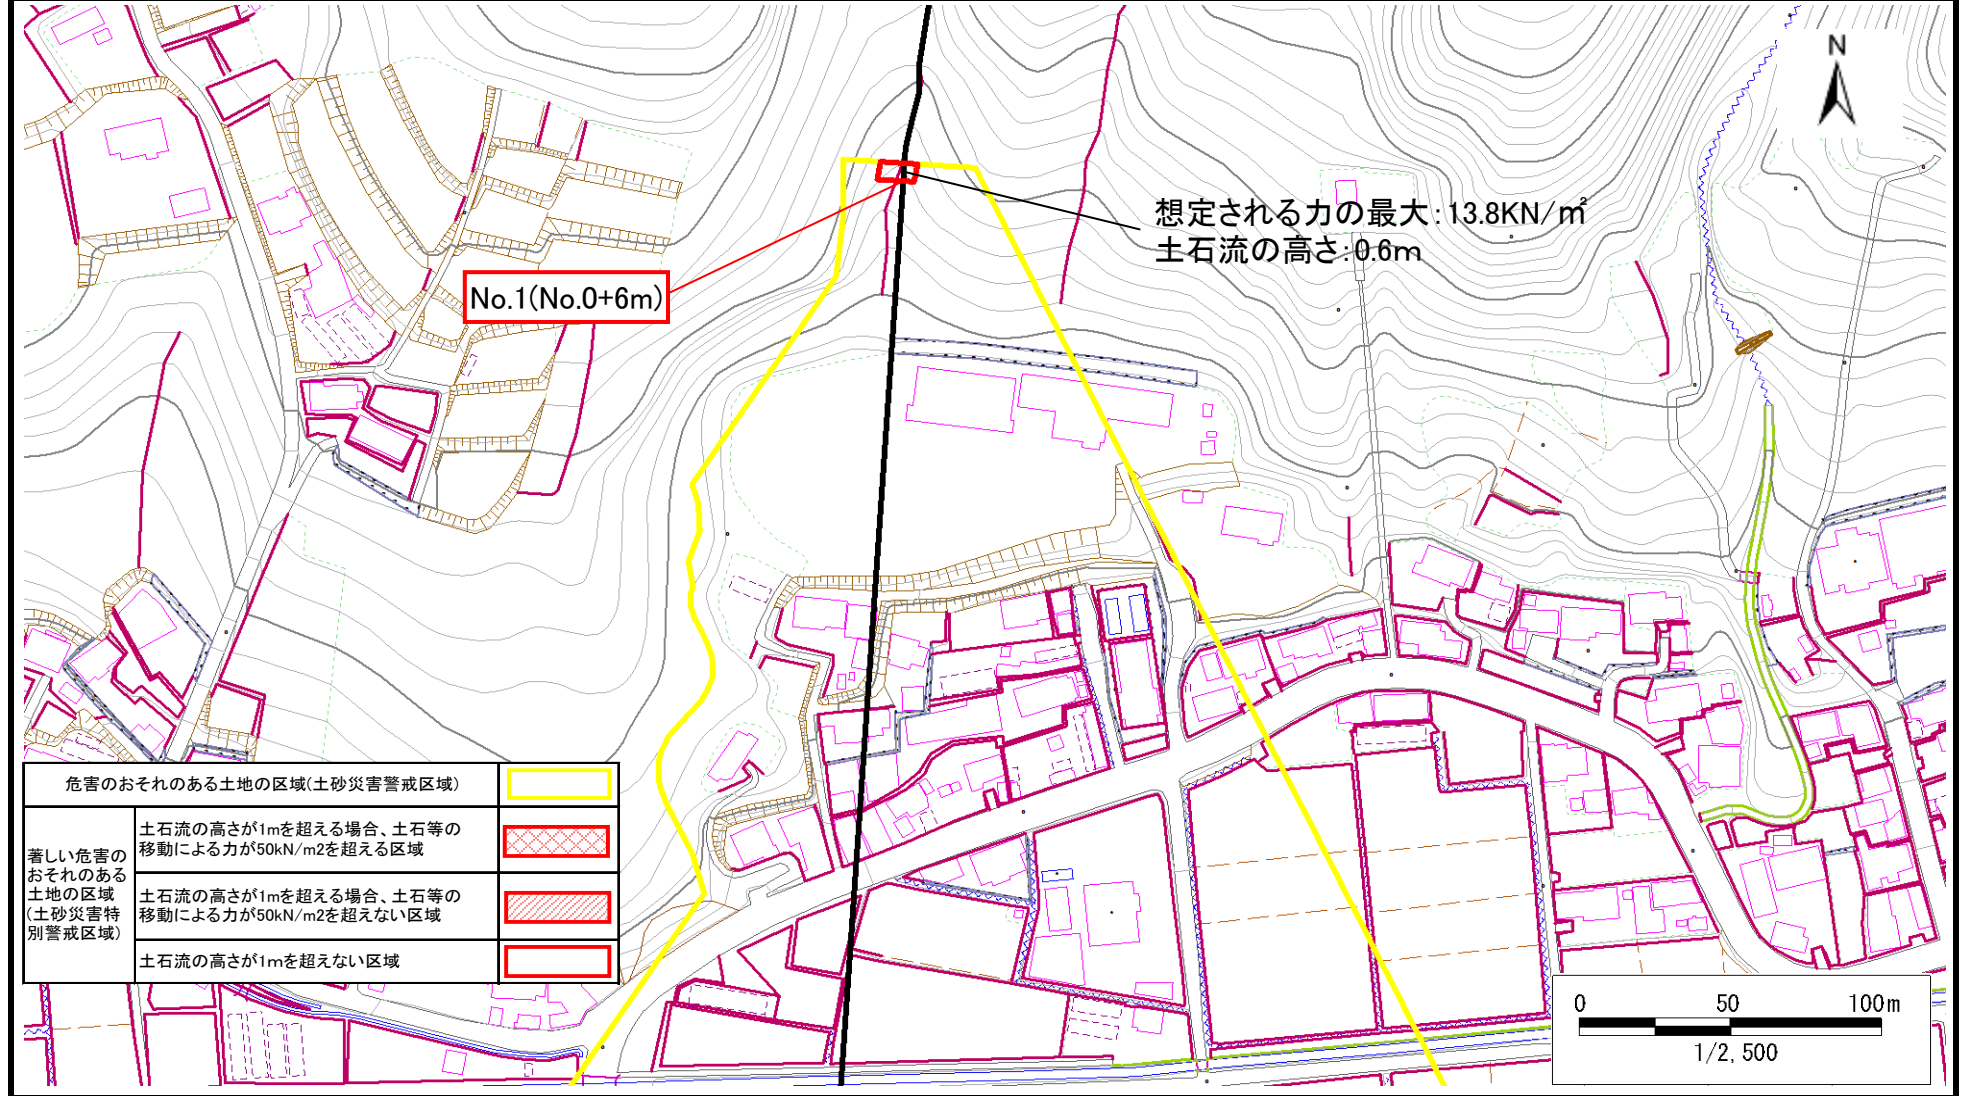 N
想定される力の最大:13.8KN/㎡
土石流の高さ:0.6m
No.1(No.0+6m)
危害のおそれのある土地の区域(土砂災害警戒区域)
著しい危害の
おそれのある
土地の区域
(土砂災害特
別警戒区域)
土石流の高さが1mを超える場合、土石等の
移動による力が50kN/m2を超える区域
土石流の高さが1mを超える場合、土石等の
移動による力が50kN/m2を超えない区域
土石流の高さが1mを超えない区域
0 50 100m
1/2,500